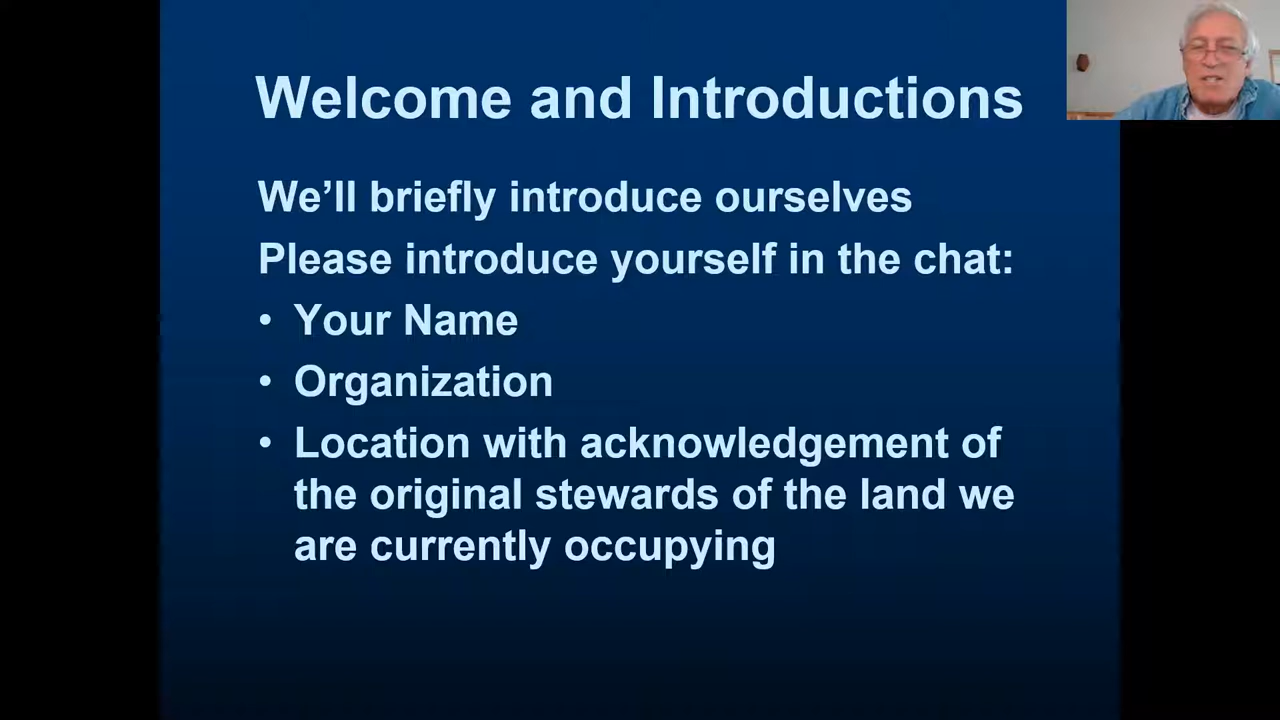 Welcome and Introductions
We’ll briefly introduce ourselves
Please introduce yourself in the chat:
• Your Name
• Organization
• Location with acknowledgement of
the original stewards of the land we
are currently occupying